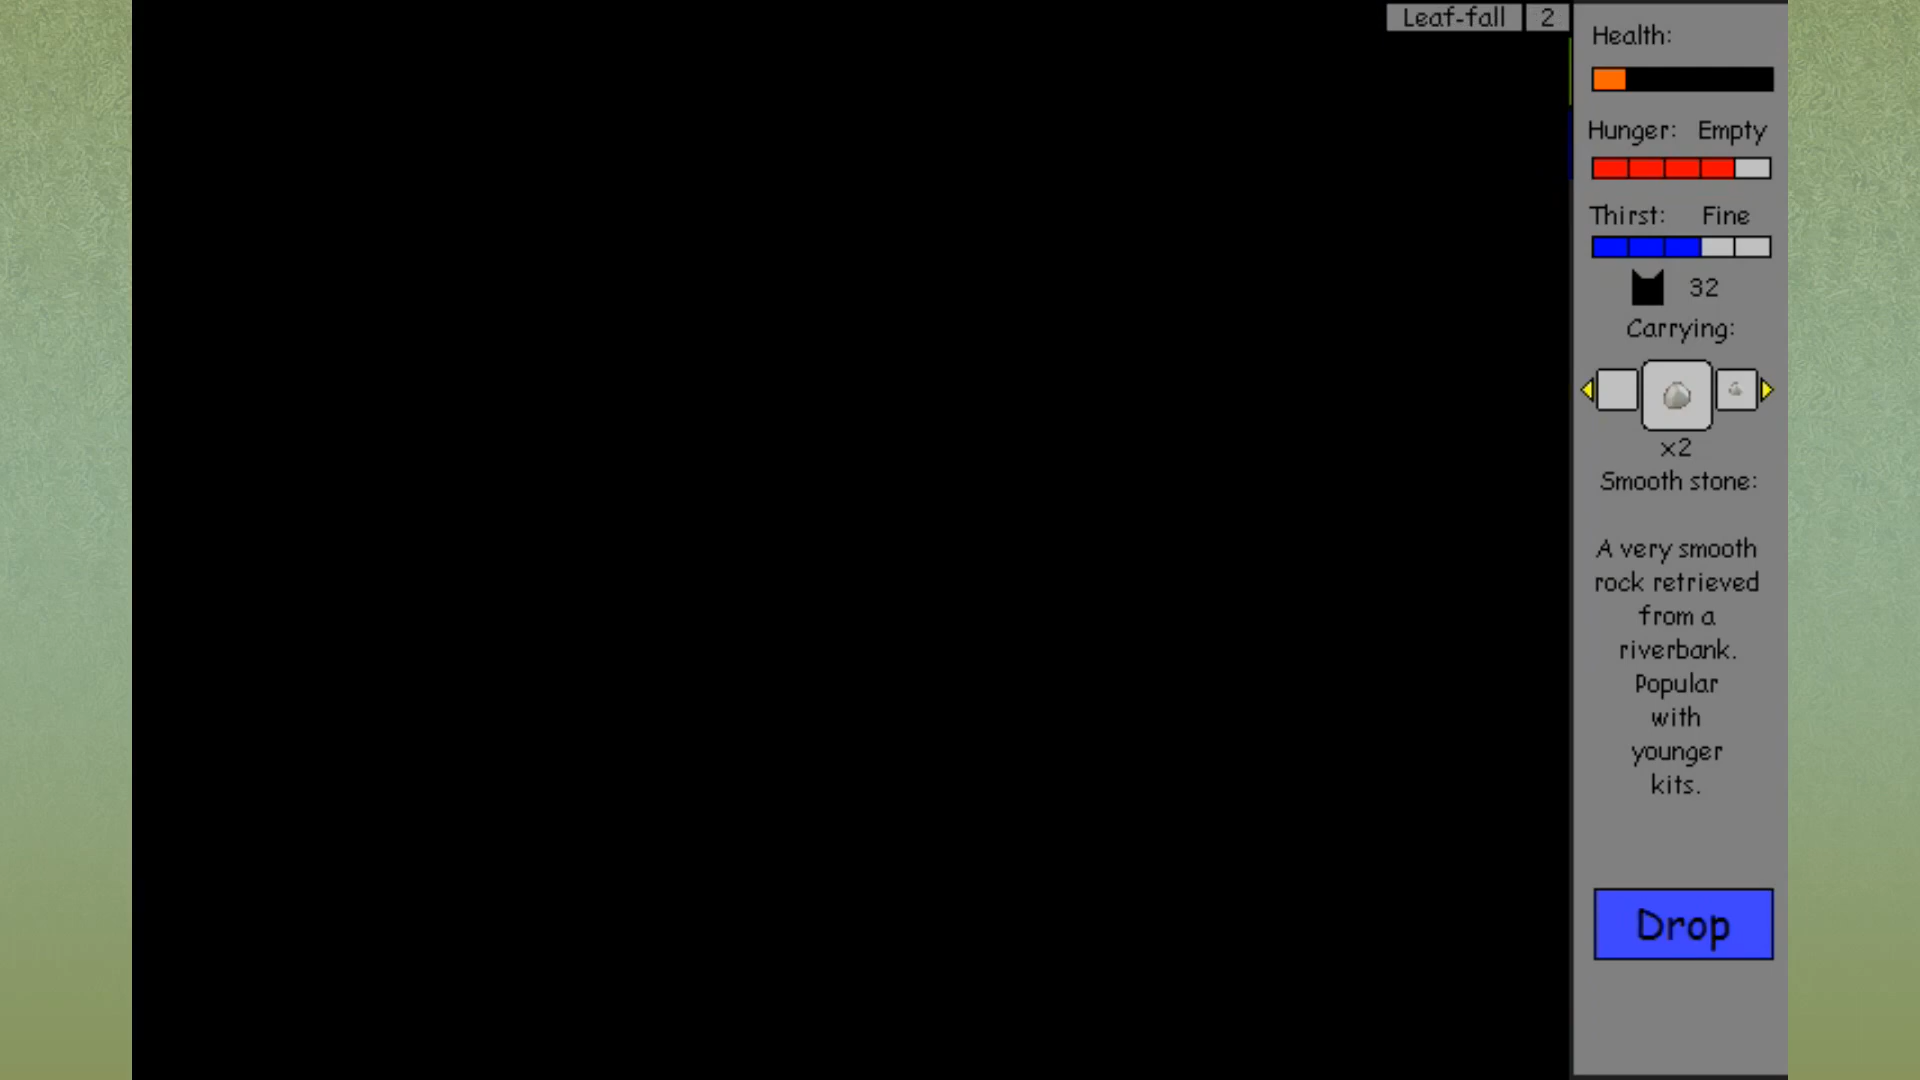 Leaf-fall 2
Health:
Hunger: Empty
Thirst: Fine
32
Carrying:
x2
Smooth stone:
A very smooth
rock retrieved
from a
riverbank.
Popular
with
younger
kits.
Drop